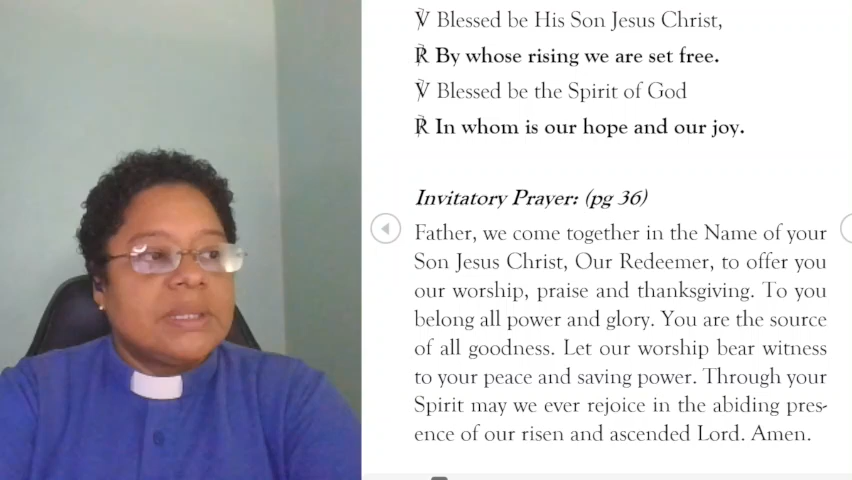 ℣ Blessed be His Son Jesus Christ,
℟ By whose rising we are set free.
℣ Blessed be the Spirit of God
℟ In whom is our hope and our joy.
Invitatory Prayer: (pg 36)
Father, we come together in the Name of your
Son Jesus Christ, Our Redeemer, to offer you
our worship, praise and thanksgiving. To you
belong all power and glory. You are the source
of all goodness. Let our worship bear witness
to your peace and saving power. Through your
Spirit may we ever rejoice in the abiding pres-
ence of our risen and ascended Lord. Amen.